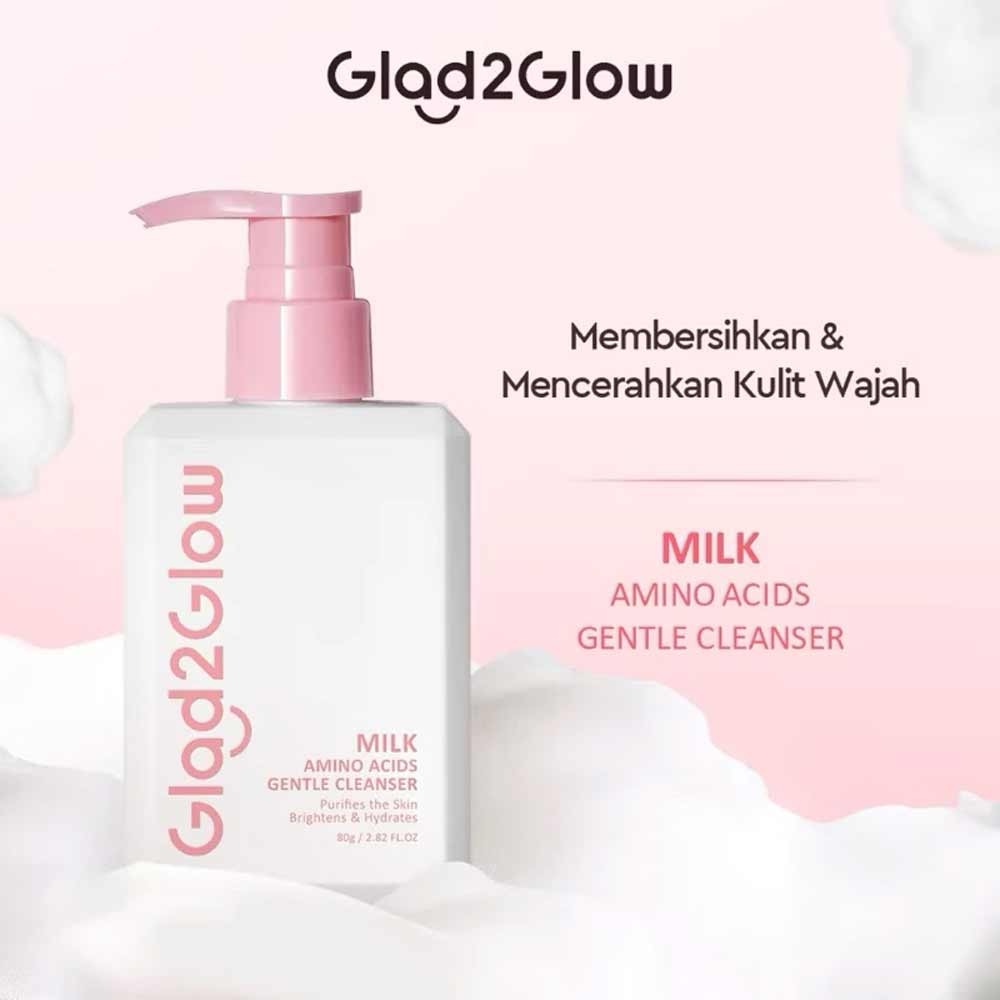 Glad2Glow
Membersihkan &
Mencerahkan Kulit Wajah
MILK
AMINO ACIDS
GENTLE CLEANSER
Glad2Glow
MILK
AMINO ACIDS
GENTLE CLEANSER
Purifies the Skin
Brightens & Hydrates
80g / 2.82 FL.OZ